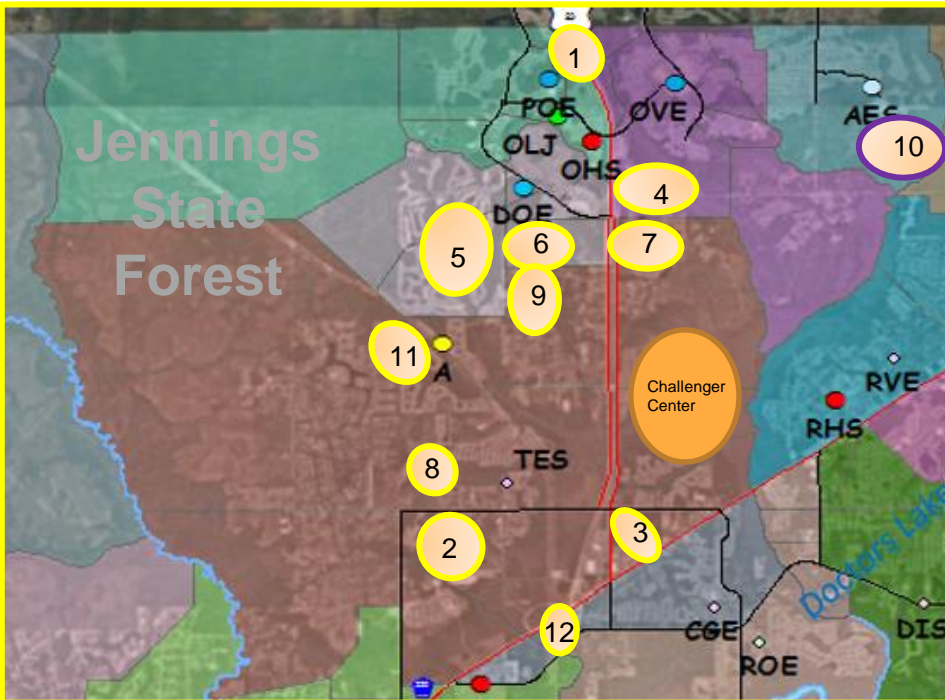 1
POE
OVE
AES
OLJ
OHS
10
Jennings
State
Forest
DOE
4
5
6
7
9
11
A
Challenger
Center
RVE
RHS
8
TES
2
3
Doctors Lake
12
CGE
DIS
ROE